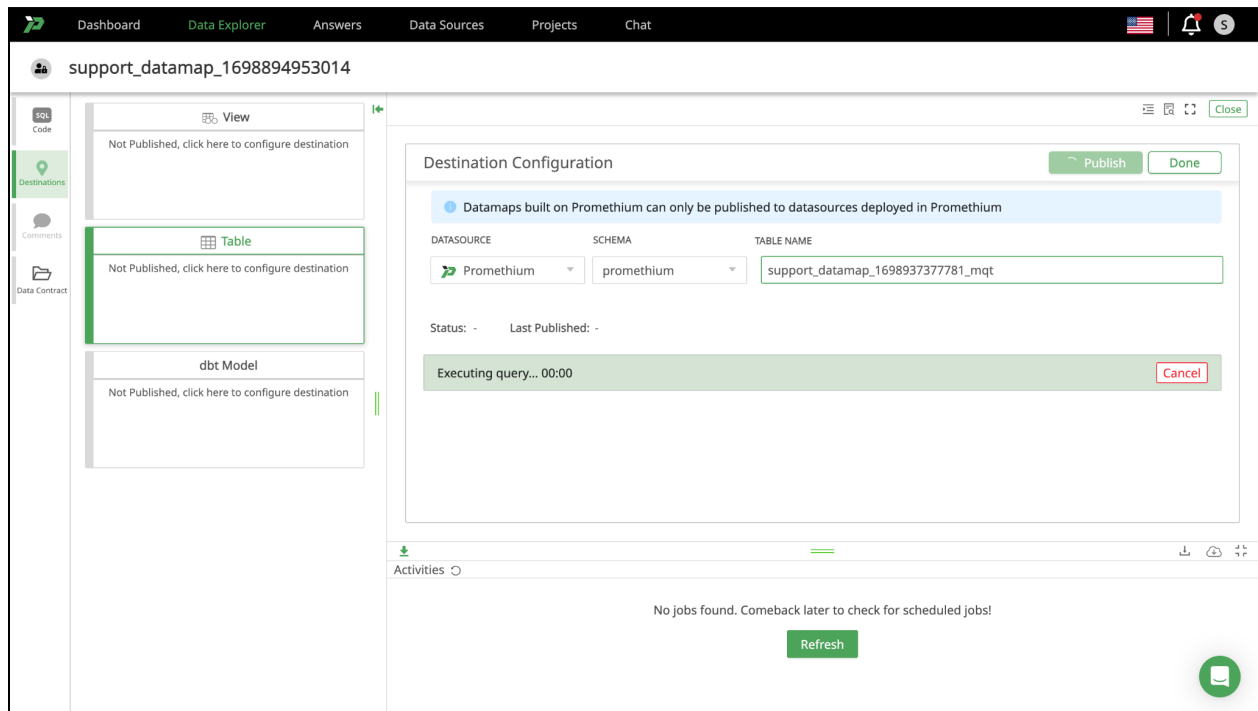 Dashboard Data Explorer Answers Data Sources Projects Chat S
support_datamap_1698894953014
SQL
Code
Destinations
Comments
Data Contract
View
Not Published, click here to configure destination
Table
Not Published, click here to configure destination
dbt Model
Not Published, click here to configure destination
Close
Destination Configuration Publish Done
Datamaps built on Promethium can only be published to datasources deployed in Promethium
DATASOURCE SCHEMA TABLE NAME
Promethium promethium support_datamap_1698937377781_mqt
Status: - Last Published: -
Executing query... 00:00 Cancel
Activities
No jobs found. Comeback later to check for scheduled jobs!
Refresh